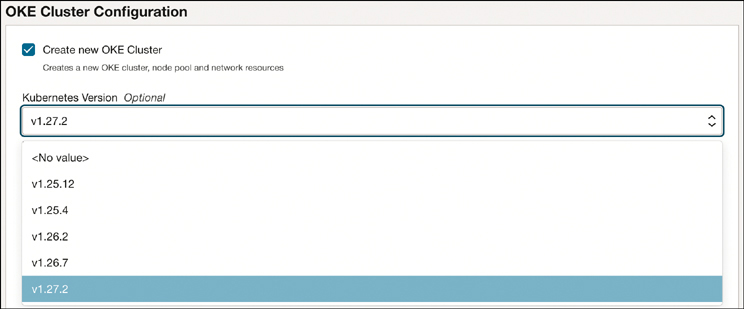 OKE Cluster Configuration
Create new OKE Cluster
Creates a new OKE cluster, node pool and network resources
Kubernetes Version Optional
v1.27.2
<No value>
v1.25.12
v1.25.4
v1.26.2
v1.26.7
v1.27.2